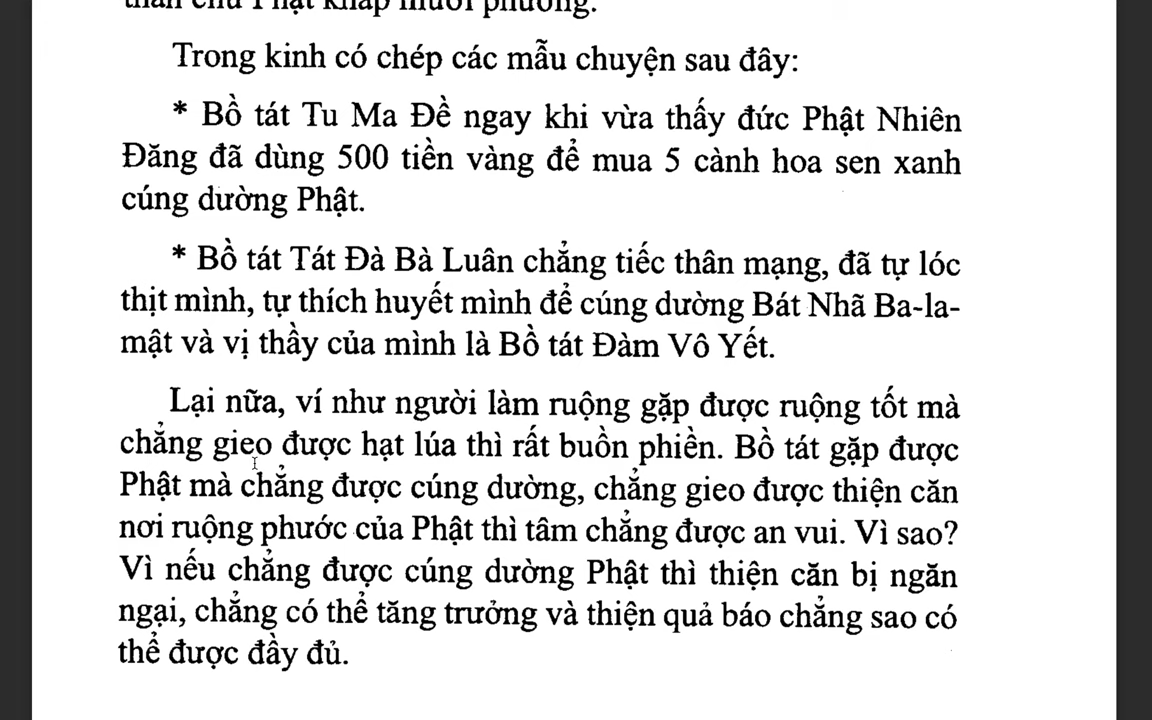 thân chư Phật khắp mười phương.
Trong kinh có chép các mẫu chuyện sau đây:
* Bồ tát Tu Ma Đề ngay khi vừa thấy đức Phật Nhiên
Đăng đã dùng 500 tiền vàng để mua 5 cành hoa sen xanh
cúng dường Phật.
* Bồ tát Tát Đà Bà Luân chẳng tiếc thân mạng, đã tự lóc
thịt mình, tự thích huyết mình để cúng dường Bát Nhã Ba-la-
mật và vị thầy của mình là Bồ tát Đàm Vô Yết.
Lại nữa, ví như người làm ruộng gặp được ruộng tốt mà
chẳng gieo được hạt lúa thì rất buồn phiền. Bồ tát gặp được
Phật mà chẳng được cúng dường, chẳng gieo được thiện căn
nơi ruộng phước của Phật thì tâm chẳng được an vui. Vì sao?
Vì nếu chẳng được cúng dường Phật thì thiện căn bị ngăn
ngại, chẳng có thể tăng trưởng và thiện quả báo chẳng sao có
thể được đầy đủ.